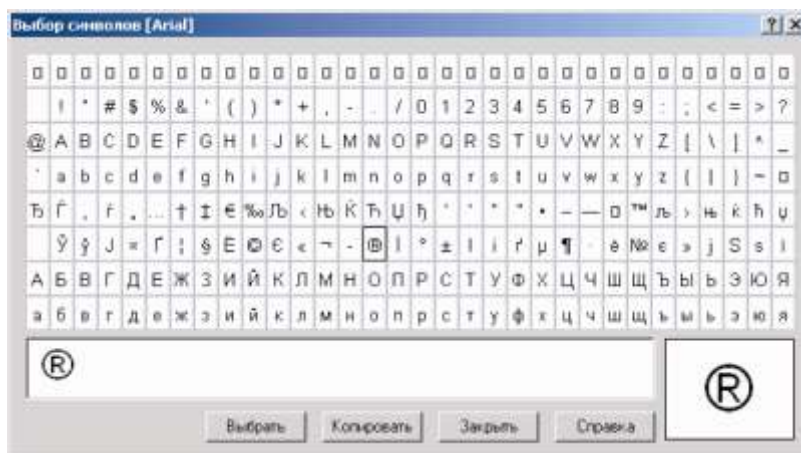 Выбор символов [Arial] ? ×
□ □ □ □ □ □ □ □ □ □ □ □ □ □ □ □ □ □ □ □ □ □ □ □ □ □ □ □ □ □ □ □
! " # $ % & ' ( ) * + , - . / 0 1 2 3 4 5 6 7 8 9 : ; < = > ?
@ A B C D E F G H I J K L M N O P Q R S T U V W X Y Z [ \ ] ^ _
` a b c d e f g h i j k l m n o p q r s t u v w x y z { | } ~ □
Ђ Ѓ ‚ ѓ „ … † ‡ € ‰ Љ ‹ Њ Ќ Ћ Џ ђ ‘ ’ “ ” • – — □ ™ љ › њ ќ ћ џ
Ў ў Ј ¤ Ґ ¦ § Ё © Є « ¬ - ® Ї ° ± І і ґ µ ¶ · ё № є » ј Ѕ ѕ ї
А Б В Г Д Е Ж З И Й К Л М Н О П Р С Т У Ф Х Ц Ч Ш Щ Ъ Ы Ь Э Ю Я
а б в г д е ж з и й к л м н о п р с т у ф х ц ч ш щ ъ ы ь э ю я
®
®
Выбрать Копировать Закрыть Справка